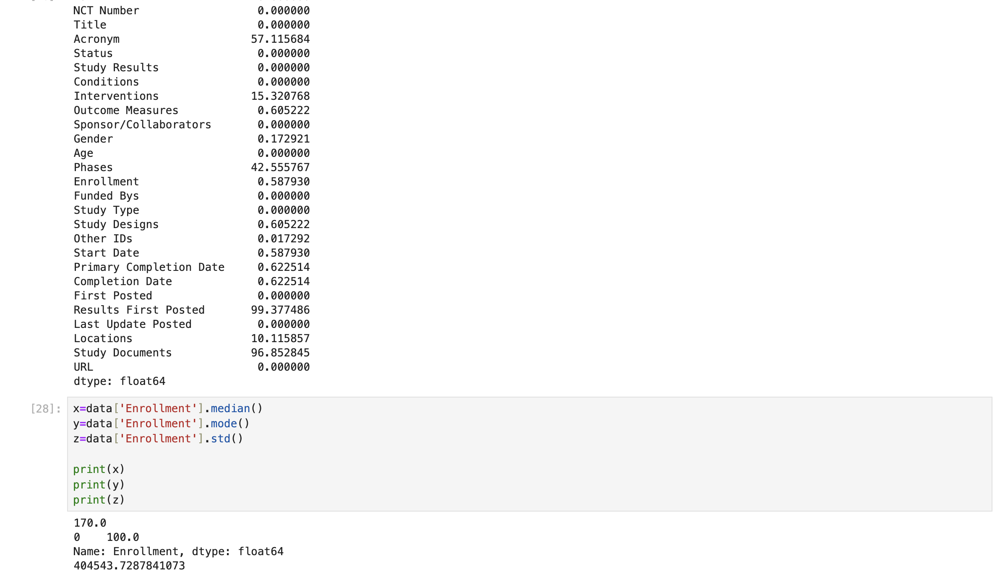 NCT Number 0.000000
Title 0.000000
Acronym 57.115684
Status 0.000000
Study Results 0.000000
Conditions 0.000000
Interventions 15.320768
Outcome Measures 0.605222
Sponsor/Collaborators 0.000000
Gender 0.172921
Age 0.000000
Phases 42.555767
Enrollment 0.587930
Funded Bys 0.000000
Study Type 0.000000
Study Designs 0.605222
Other IDs 0.017292
Start Date 0.587930
Primary Completion Date 0.622514
Completion Date 0.622514
First Posted 0.000000
Results First Posted 99.377486
Last Update Posted 0.000000
Locations 10.115857
Study Documents 96.852845
URL 0.000000
dtype: float64
[28]: x=data['Enrollment'].median()
y=data['Enrollment'].mode()
z=data['Enrollment'].std()
print(x)
print(y)
print(z)
170.0
0 100.0
Name: Enrollment, dtype: float64
404543.7287841073